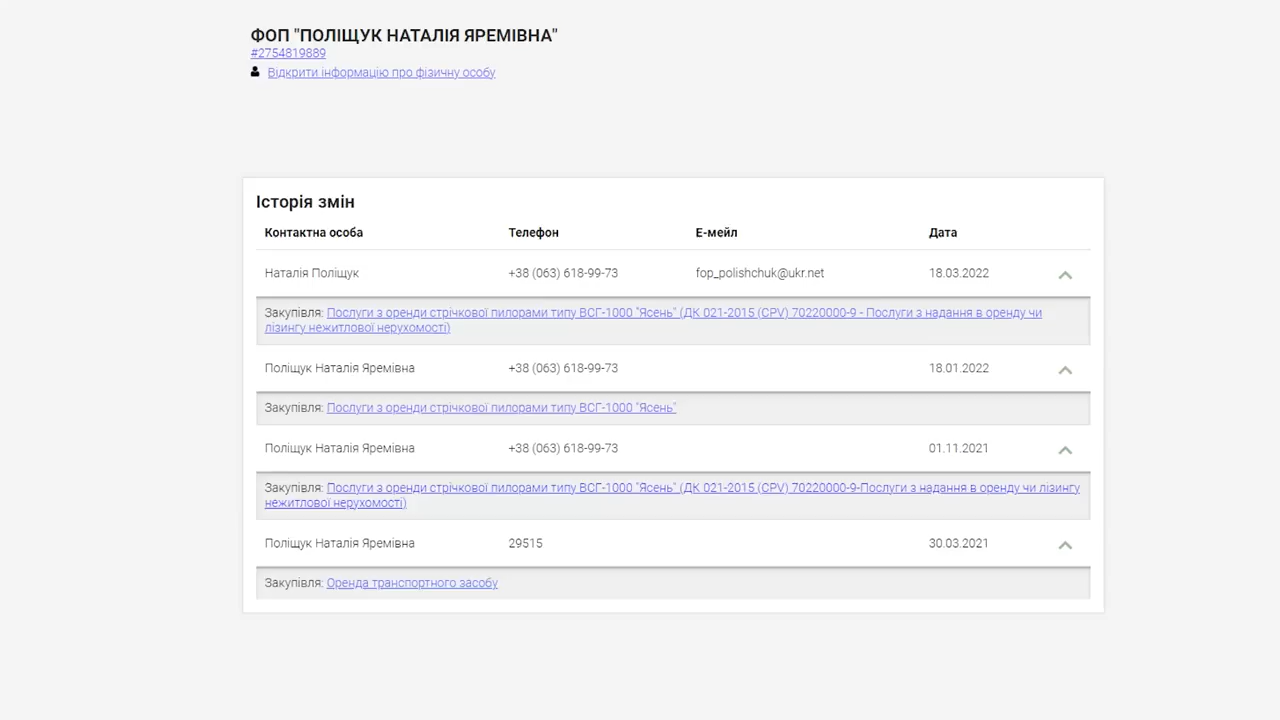 ФОП "ПОЛІЩУК НАТАЛІЯ ЯРЕМІВНА"
#2754819889
Відкрити інформацію про фізичну особу
Історія змін
Контактна особа Телефон Е-мейл Дата
Наталія Поліщук +38 (063) 618-99-73 fop_polishchuk@ukr.net 18.03.2022
Закупівля: Послуги з оренди стрічкової пилорами типу ВСГ-1000 "Ясень" (ДК 021-2015 (CPV) 70220000-9 - Послуги з надання в оренду чи
лізингу нежитлової нерухомості)
Поліщук Наталія Яремівна +38 (063) 618-99-73 18.01.2022
Закупівля: Послуги з оренди стрічкової пилорами типу ВСГ-1000 "Ясень"
Поліщук Наталія Яремівна +38 (063) 618-99-73 01.11.2021
Закупівля: Послуги з оренди стрічкової пилорами типу ВСГ-1000 "Ясень" (ДК 021-2015 (CPV) 70220000-9-Послуги з надання в оренду чи лізингу
нежитлової нерухомості)
Поліщук Наталія Яремівна 29515 30.03.2021
Закупівля: Оренда транспортного засобу